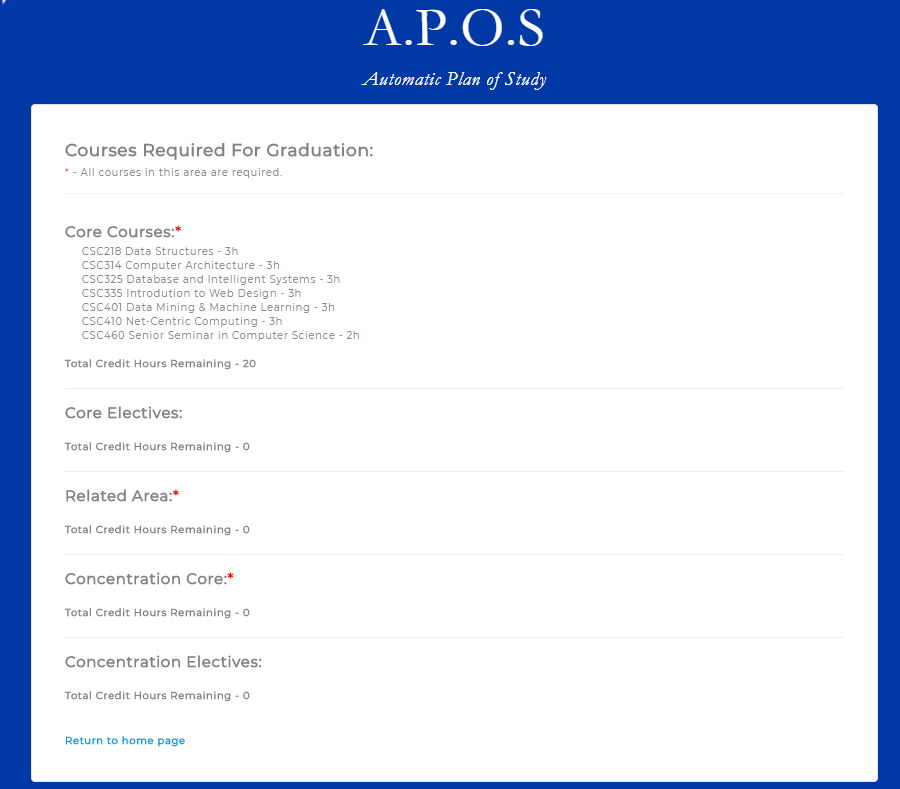 A.P.O.S
Automatic Plan of Study
Courses Required For Graduation:
* - All courses in this area are required.
Core Courses:*
CSC218 Data Structures - 3h
CSC314 Computer Architecture - 3h
CSC325 Database and Intelligent Systems - 3h
CSC335 Introdution to Web Design - 3h
CSC401 Data Mining & Machine Learning - 3h
CSC410 Net-Centric Computing - 3h
CSC460 Senior Seminar in Computer Science - 2h
Total Credit Hours Remaining - 20
Core Electives:
Total Credit Hours Remaining - 0
Related Area:*
Total Credit Hours Remaining - 0
Concentration Core:*
Total Credit Hours Remaining - 0
Concentration Electives:
Total Credit Hours Remaining - 0
Return to home page